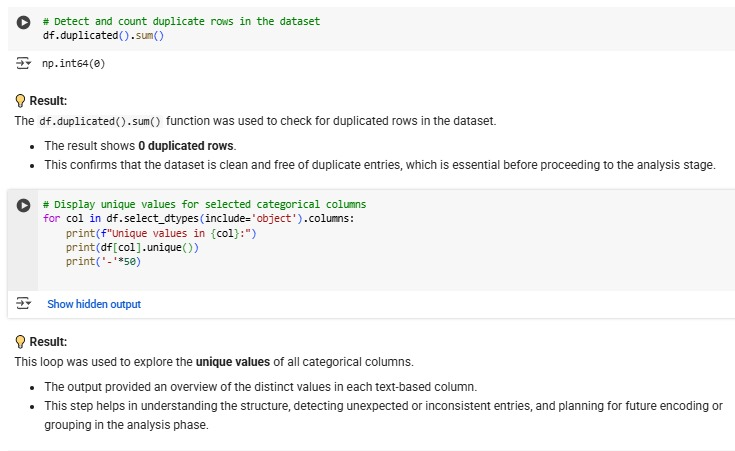 # Detect and count duplicate rows in the dataset
df.duplicated().sum()
np.int64(0)
Result:
The df.duplicated().sum() function was used to check for duplicated rows in the dataset.
• The result shows 0 duplicated rows.
• This confirms that the dataset is clean and free of duplicate entries, which is essential before proceeding to the analysis stage.
# Display unique values for selected categorical columns
for col in df.select_dtypes(include='object').columns:
    print(f"Unique values in {col}:")
    print(df[col].unique())
    print('-'*50)
Show hidden output
Result:
This loop was used to explore the unique values of all categorical columns.
• The output provided an overview of the distinct values in each text-based column.
• This step helps in understanding the structure, detecting unexpected or inconsistent entries, and planning for future encoding or
grouping in the analysis phase.